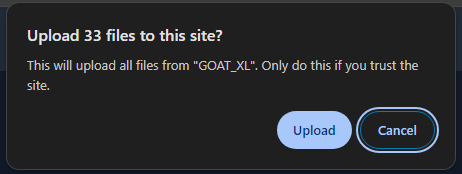 Upload 33 files to this site?
This will upload all files from "GOAT_XL". Only do this if you trust the
site.
Upload Cancel